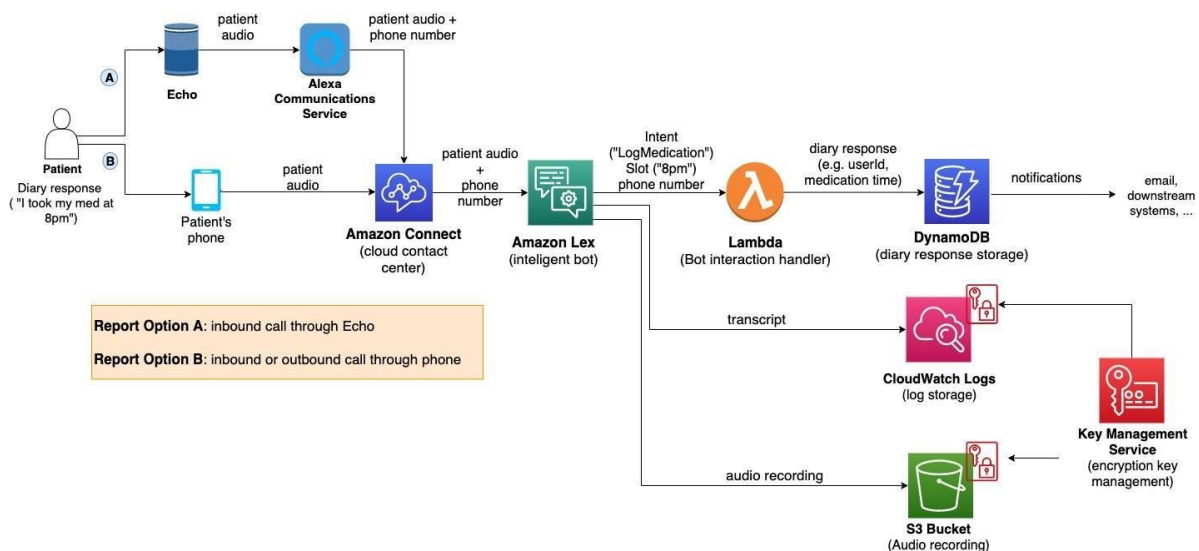 patient
audio
patient audio +
phone number
A
Echo
Alexa
Communications
Service
B
Patient
Diary response
( "I took my med at
8pm")
Patient's
phone
patient
audio
Amazon Connect
(cloud contact
center)
patient audio
+
phone
number
Amazon Lex
(inteligent bot)
Intent
("LogMedication")
Slot ("8pm")
phone number
Lambda
(Bot interaction handler)
diary response
(e.g. userId,
medication time)
DynamoDB
(diary response storage)
notifications
email,
downstream
systems, ...
Report Option A: inbound call through Echo
Report Option B: inbound or outbound call through phone
transcript
CloudWatch Logs
(log storage)
Key Management
Service
(encryption key
management)
audio recording
S3 Bucket
(Audio recording)